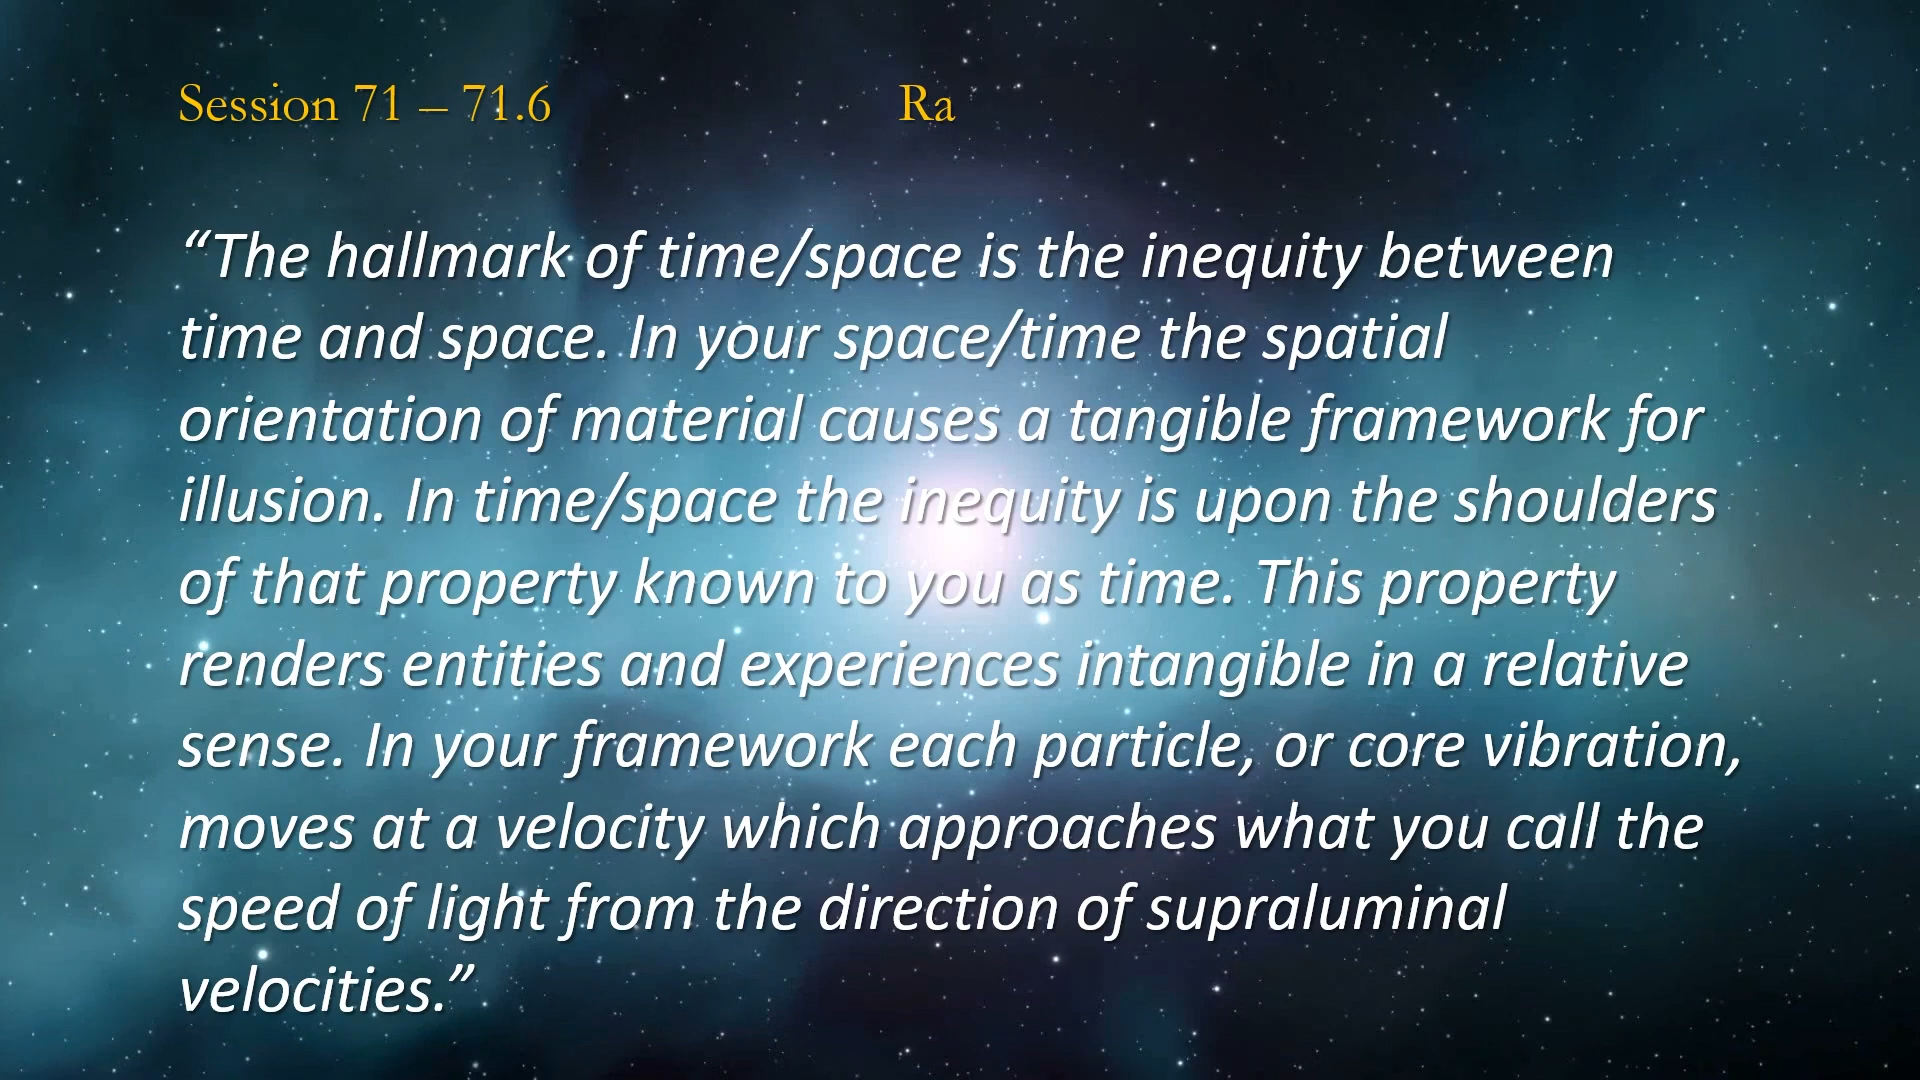 Session 71 – 71.6 Ra
“The hallmark of time/space is the inequity between
time and space. In your space/time the spatial
orientation of material causes a tangible framework for
illusion. In time/space the inequity is upon the shoulders
of that property known to you as time. This property
renders entities and experiences intangible in a relative
sense. In your framework each particle, or core vibration,
moves at a velocity which approaches what you call the
speed of light from the direction of supraluminal
velocities.”